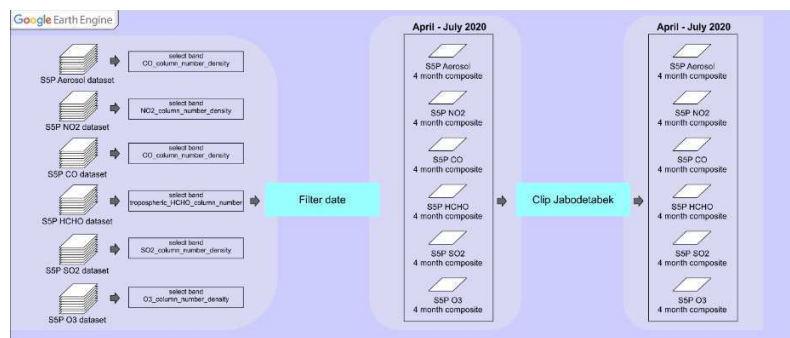 Google Earth Engine
select band
CO_column_number_density
S5P Aerosol dataset
select band
NO2_column_number_density
S5P NO2 dataset
select band
CO_column_number_density
S5P CO dataset
select band
tropospheric_HCHO_column_number
S5P HCHO dataset
select band
SO2_column_number_density
S5P SO2 dataset
select band
O3_column_number_density
S5P O3 dataset
Filter date
April - July 2020
S5P Aerosol
4 month composite
S5P NO2
4 month composite
S5P CO
4 month composite
S5P HCHO
4 month composite
S5P SO2
4 month composite
S5P O3
4 month composite
Clip Jabodetabek
April - July 2020
S5P Aerosol
4 month composite
S5P NO2
4 month composite
S5P CO
4 month composite
S5P HCHO
4 month composite
S5P SO2
4 month composite
S5P O3
4 month composite